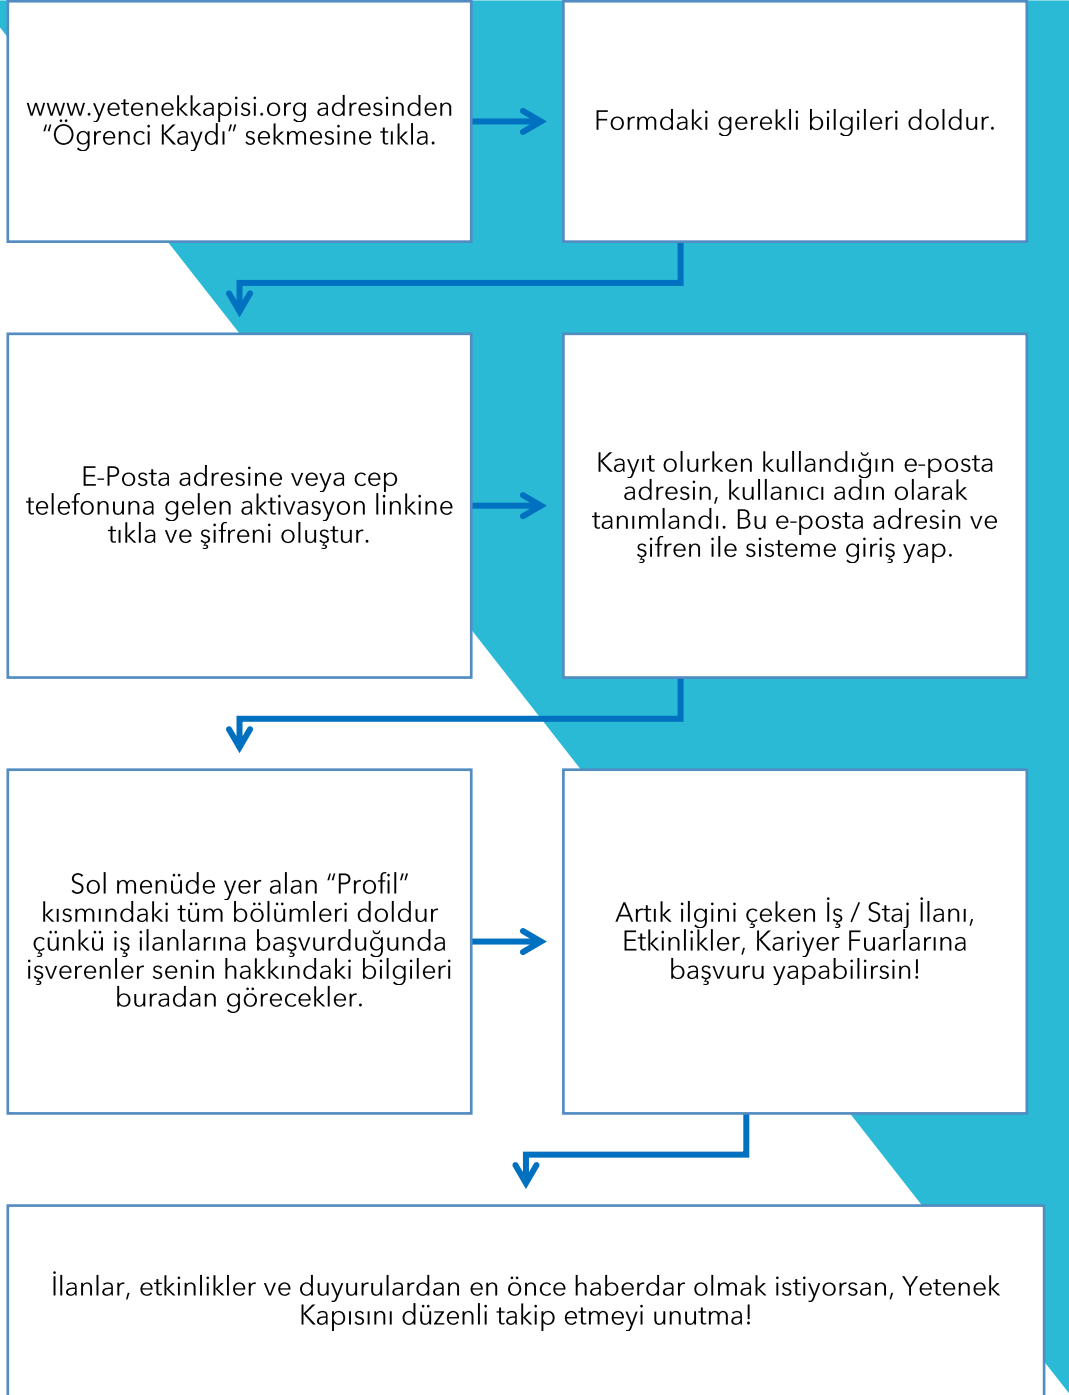 www.yetenekkapisi.org adresinden
“Ögrenci Kaydı” sekmesine tıkla.
Formdaki gerekli bilgileri doldur.
E-Posta adresine veya cep
telefonuna gelen aktivasyon linkine
tıkla ve şifreni oluştur.
Kayıt olurken kullandığın e-posta
adresin, kullanıcı adın olarak
tanımlandı. Bu e-posta adresin ve
şifren ile sisteme giriş yap.
Sol menüde yer alan “Profil”
kısmındaki tüm bölümleri doldur
çünkü iş ilanlarına başvurduğunda
işverenler senin hakkındaki bilgileri
buradan görecekler.
Artık ilgini çeken İş / Staj İlanı,
Etkinlikler, Kariyer Fuarlarına
başvuru yapabilirsin!
İlanlar, etkinlikler ve duyurulardan en önce haberdar olmak istiyorsan, Yetenek
Kapısını düzenli takip etmeyi unutma!